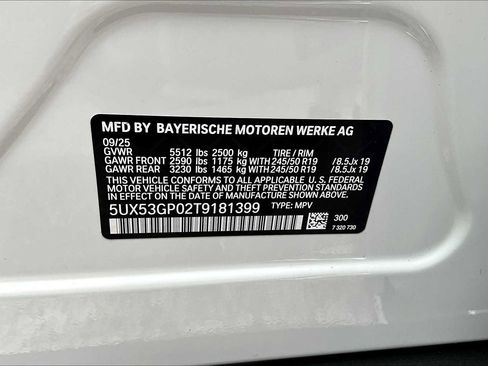 MFD BY BAYERISCHE MOTOREN WERKE AG
09/25
GVWR 5512 lbs 2500 kg TIRE / RIM
GAWR FRONT 2590 lbs 1175 kg WITH 245/50 R19 /8.5Jx 19
GAWR REAR 3230 lbs 1465 kg WITH 245/50 R19 /8.5Jx 19
THIS VEHICLE CONFORMS TO ALL APPLICABLE
U.S. FEDERAL MOTOR VEHICLE SAFETY STANDARDS IN
EFFECT ON THE DATE OF MANUFACTURE SHOWN ABOVE.
5UX53GP02T9181399 TYPE: MPV
300
7 320 730